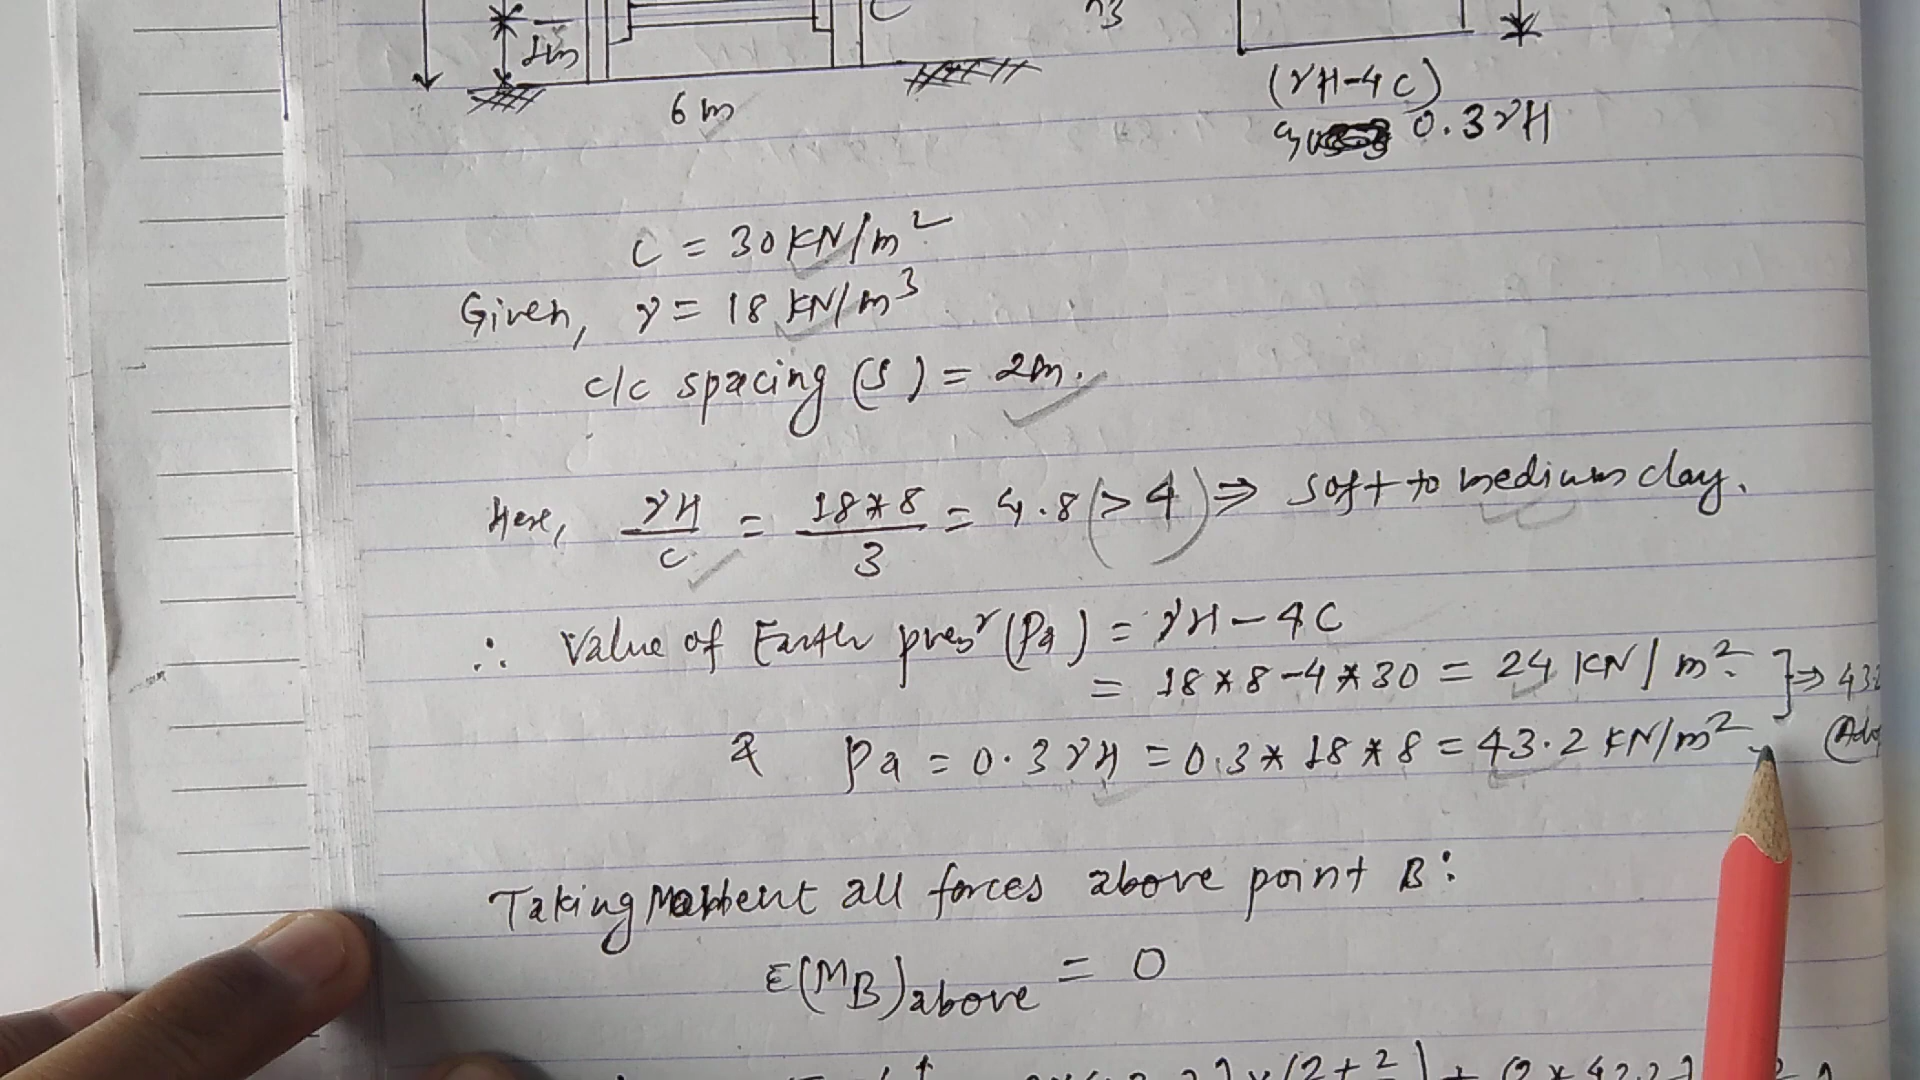 1m
6 m
C
(γH-4C)
0.3γH
C = 30 KN/m²
Given, γ = 18 KN/m³
c/c spacing (S) = 2m.
Here, γH/c = 18*8/3 = 4.8 (>4) ⇒ soft to medium clay.
∴ Value of Earth presʳ (Pa) = γH-4C
= 18*8-4*30 = 24 KN/m². ]⇒ 43.
& Pa = 0.3γH = 0.3*18*8 = 43.2 KN/m².
Taking Moment all forces above point B:
Σ(MB)above = 0